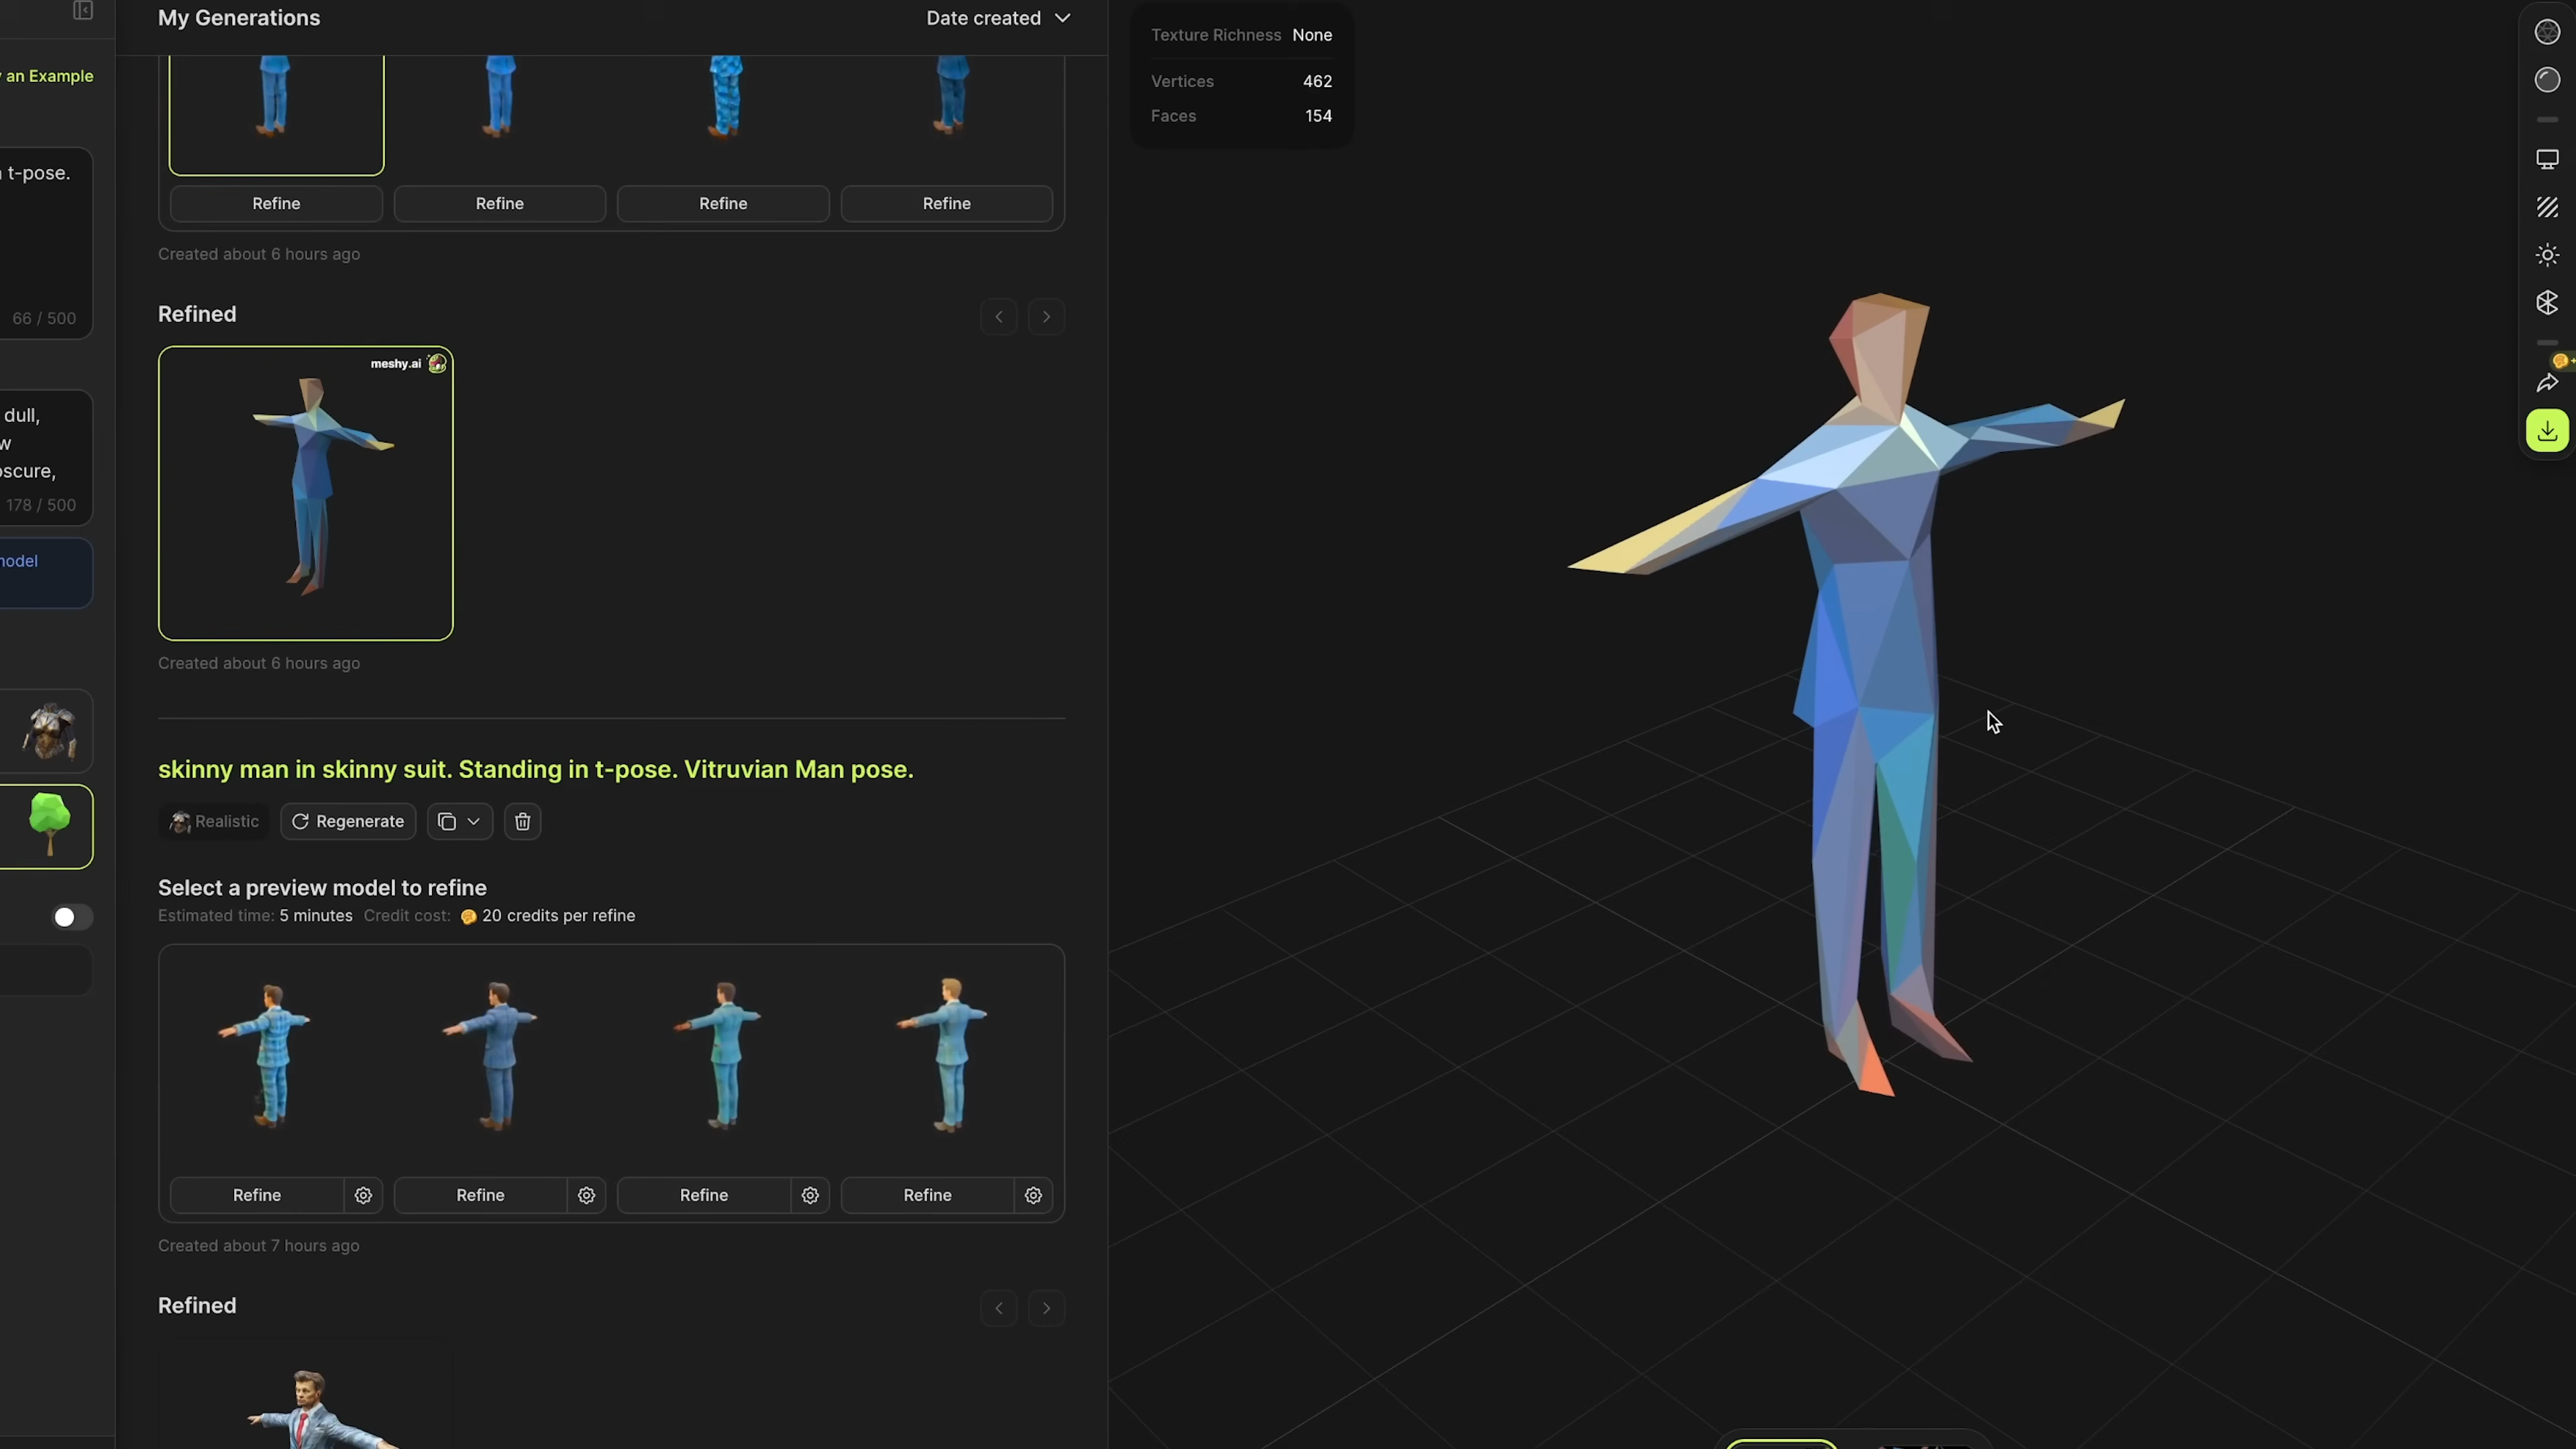 My Generations
Date created
an Example
t-pose.
66 / 500
dull,
178 / 500
Refine
Refine
Refine
Refine
Created about 6 hours ago
Refined
meshy.ai
Created about 6 hours ago
skinny man in skinny suit. Standing in t-pose. Vitruvian Man pose.
Realistic
Regenerate
Select a preview model to refine
Estimated time: 5 minutes Credit cost: 20 credits per refine
Refine
Refine
Refine
Refine
Created about 7 hours ago
Refined
Texture Richness None
Vertices 462
Faces 154